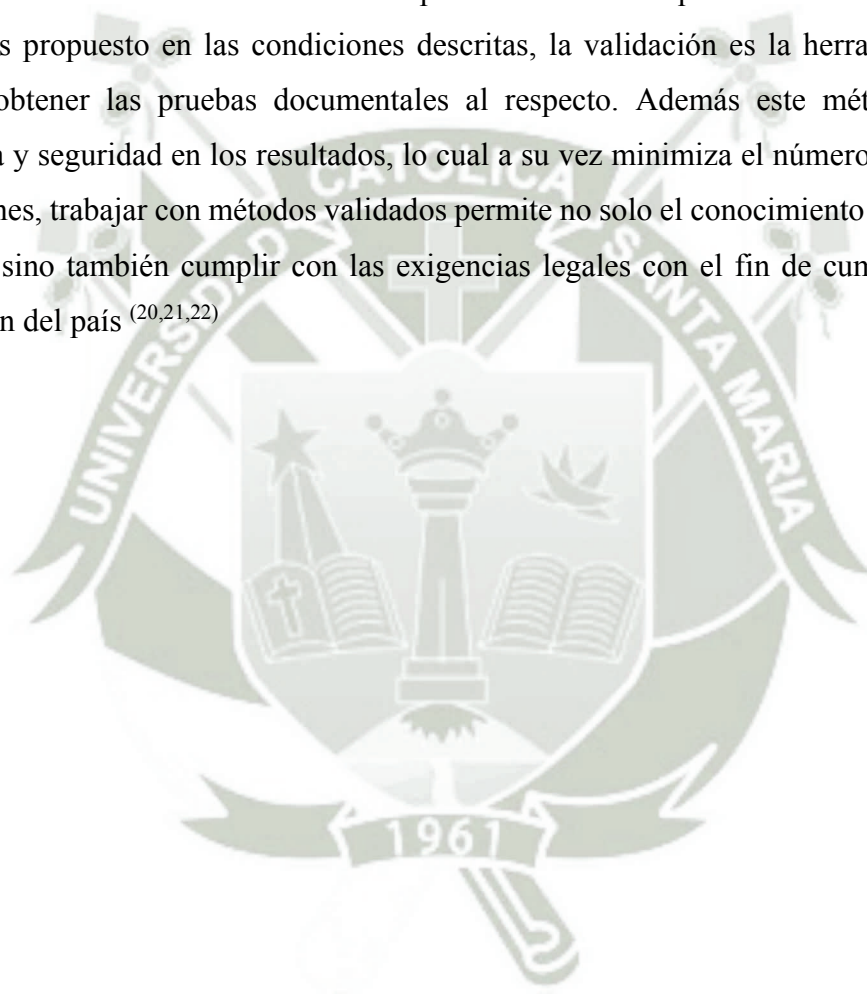 s propuesto en las condiciones descritas, la validación es la herra
obtener las pruebas documentales al respecto. Además este mét
a y seguridad en los resultados, lo cual a su vez minimiza el número
nes, trabajar con métodos validados permite no solo el conocimiento
sino también cumplir con las exigencias legales con el fin de cun
n del país (20,21,22)
UNIVERSIDAD CATOLICA SANTA MARIA
1961